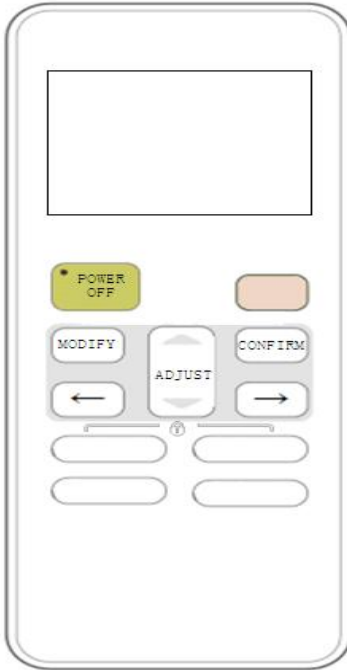 POWER
OFF
MODIFY
CONFIRM
ADJUST
← →